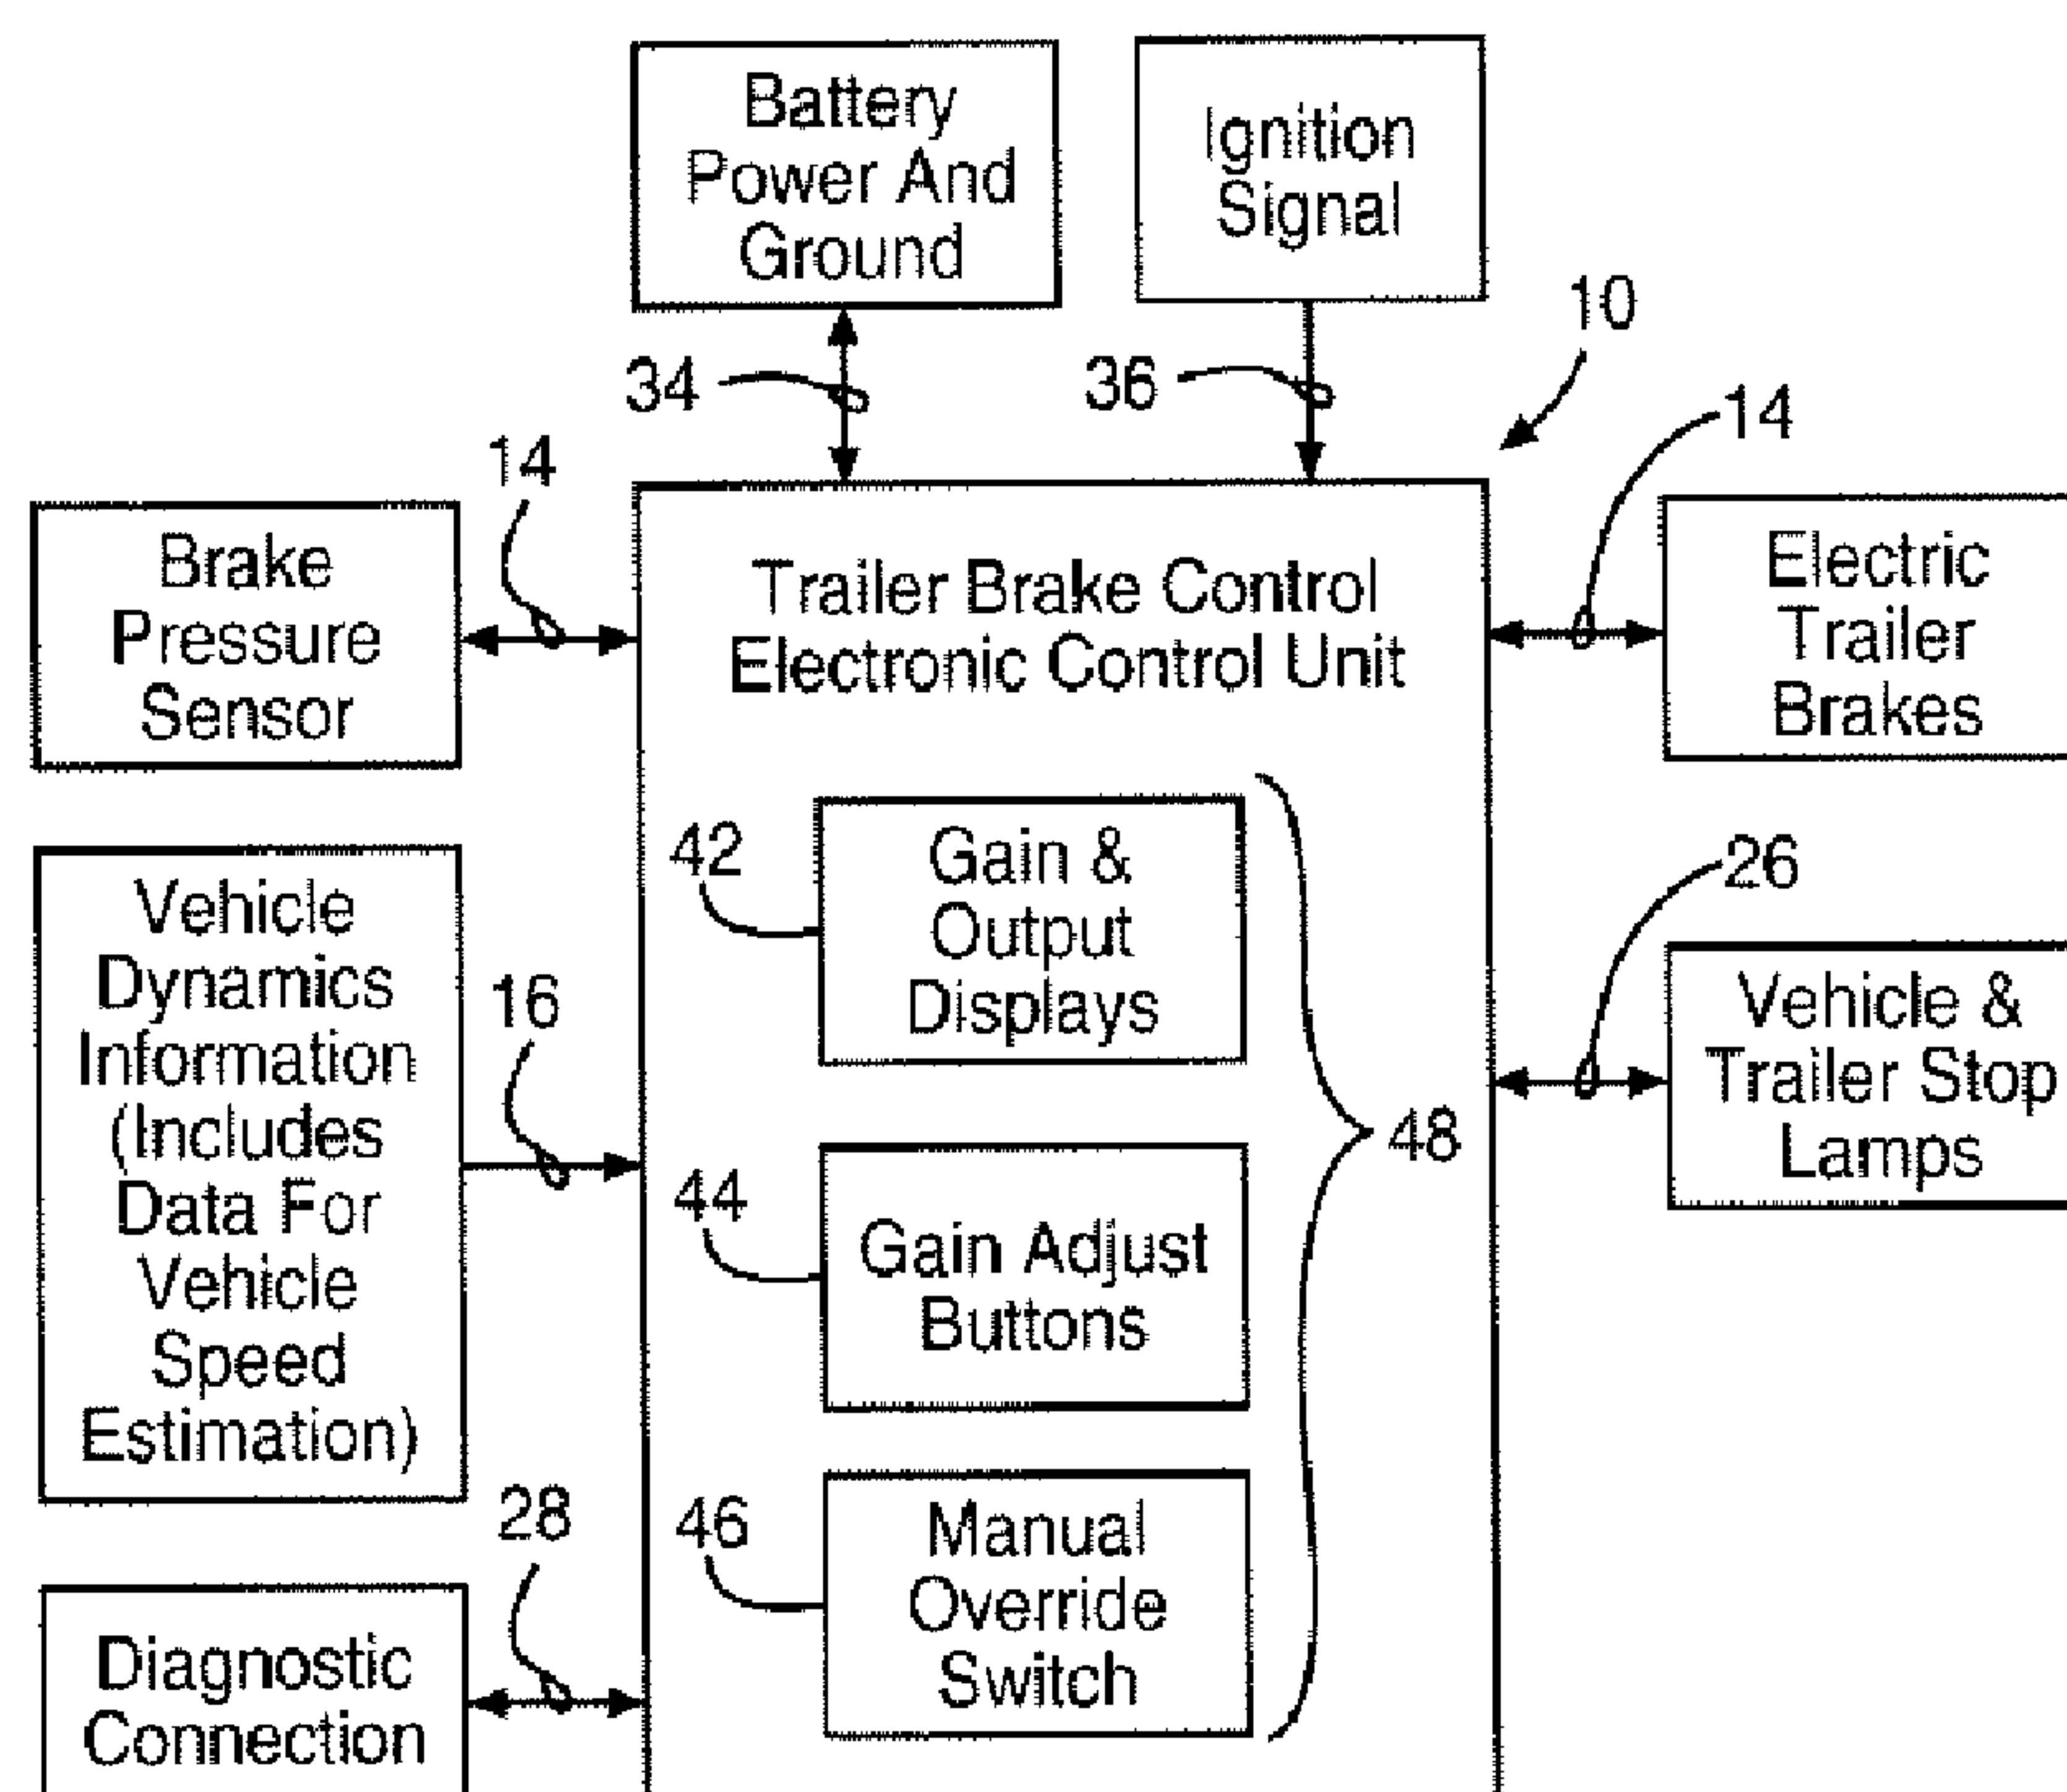 Battery
Power And
Ground
Ignition
Signal
10
34
36
14
14
Brake
Pressure
Sensor
Trailer Brake Control
Electronic Control Unit
Electric
Trailer
Brakes
42
Gain &
Output
Displays
26
Vehicle
Dynamics
Information
(Includes
Data For
Vehicle
Speed
Estimation)
16
Vehicle &
Trailer Stop
Lamps
48
44
Gain Adjust
Buttons
28
46
Manual
Override
Switch
Diagnostic
Connection